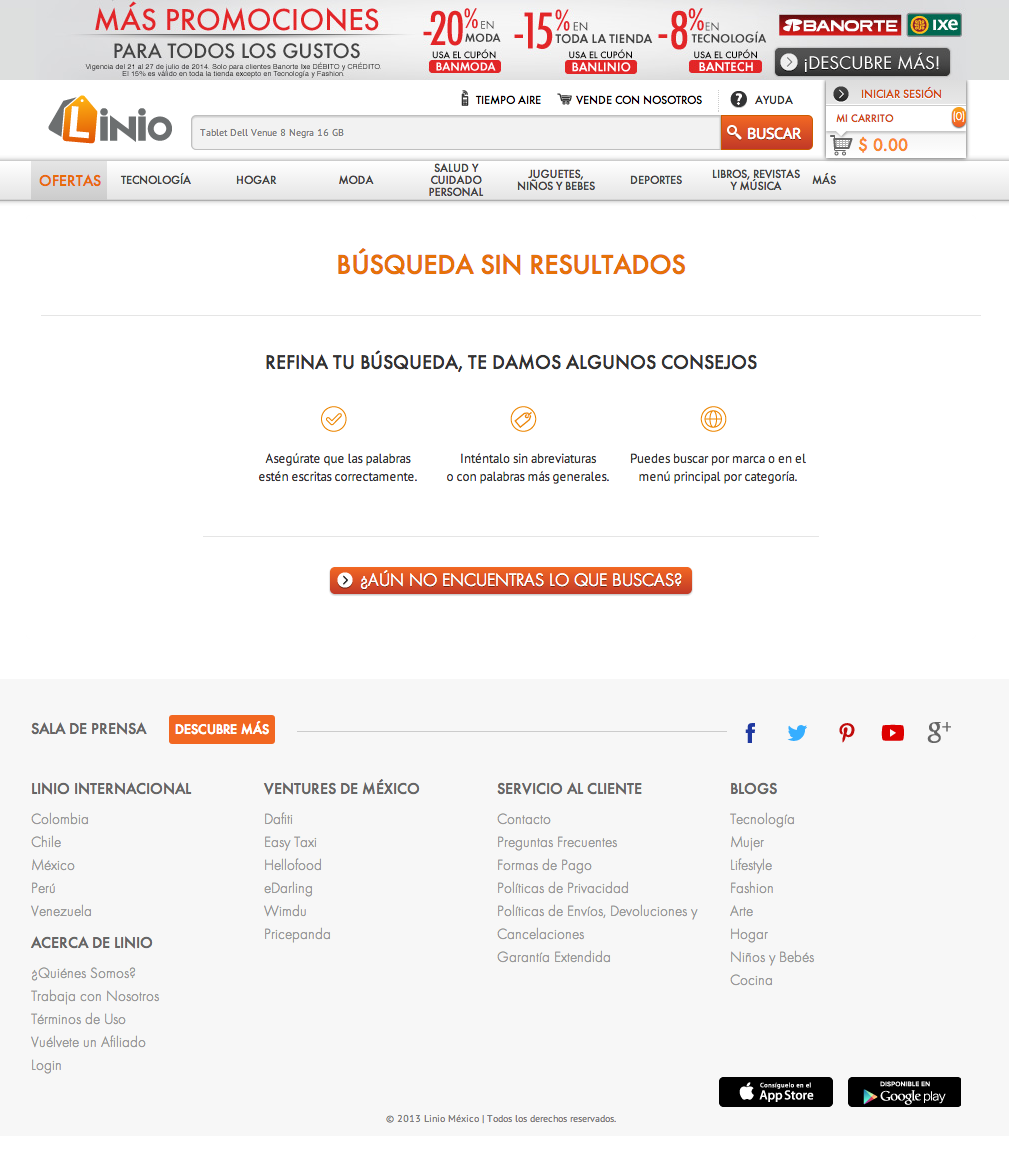 MÁS PROMOCIONES
PARA TODOS LOS GUSTOS
Vigencia del 21 al 27 de julio de 2014. Solo para clientes Banorte Ixe DÉBITO y CRÉDITO.
El 15% es válido en toda la tienda excepto en Tecnología y Fashion.
-20% EN MODA
USA EL CUPÓN
BANMODA
-15% EN TODA LA TIENDA
USA EL CUPÓN
BANLINIO
-8% EN TECNOLOGÍA
USA EL CUPÓN
BANTECH
BANORTE IXE
¡DESCUBRE MÁS!
Linio
TIEMPO AIRE
VENDE CON NOSOTROS
AYUDA
INICIAR SESIÓN
MI CARRITO
(0)
$ 0.00
Tablet Dell Venue 8 Negra 16 GB
BUSCAR
OFERTAS
TECNOLOGÍA
HOGAR
MODA
SALUD Y
CUIDADO
PERSONAL
JUGUETES,
NIÑOS Y BEBES
DEPORTES
LIBROS, REVISTAS
Y MÚSICA
MÁS
BÚSQUEDA SIN RESULTADOS
REFINA TU BÚSQUEDA, TE DAMOS ALGUNOS CONSEJOS
Asegúrate que las palabras
estén escritas correctamente.
Inténtalo sin abreviaturas
o con palabras más generales.
Puedes buscar por marca o en el
menú principal por categoría.
¿AÚN NO ENCUENTRAS LO QUE BUSCAS?
SALA DE PRENSA
DESCUBRE MÁS
LINIO INTERNACIONAL
Colombia
Chile
México
Perú
Venezuela
ACERCA DE LINIO
¿Quiénes Somos?
Trabaja con Nosotros
Términos de Uso
Vuélvete un Afiliado
Login
VENTURES DE MÉXICO
Dafiti
Easy Taxi
Hellofood
eDarling
Wimdu
Pricepanda
SERVICIO AL CLIENTE
Contacto
Preguntas Frecuentes
Formas de Pago
Políticas de Privacidad
Políticas de Envíos, Devoluciones y
Cancelaciones
Garantía Extendida
BLOGS
Tecnología
Mujer
Lifestyle
Fashion
Arte
Hogar
Niños y Bebés
Cocina
Consíguelo en el
App Store
DISPONIBLE EN
Google play
© 2013 Linio México | Todos los derechos reservados.